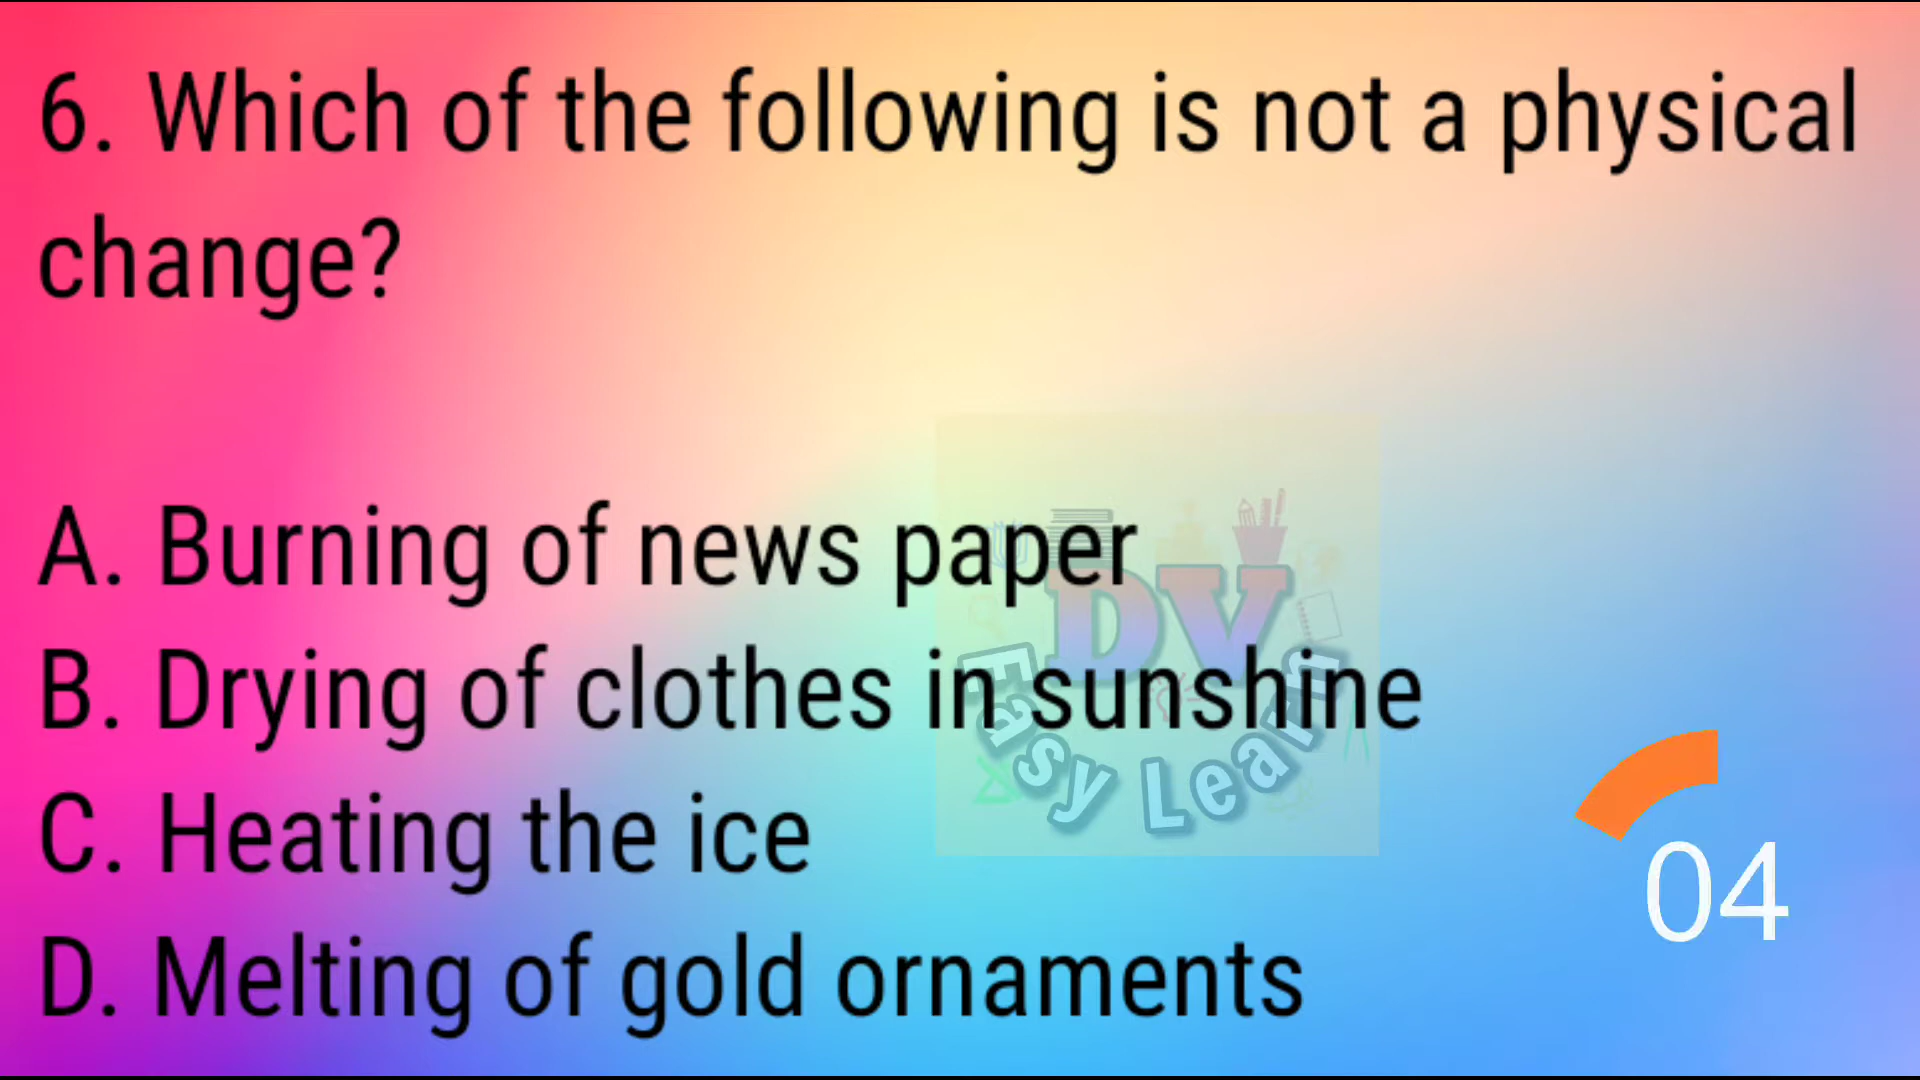 6. Which of the following is not a physical
change?
A. Burning of news paper
B. Drying of clothes in sunshine
C. Heating the ice
D. Melting of gold ornaments
DV
Easy Learn
04